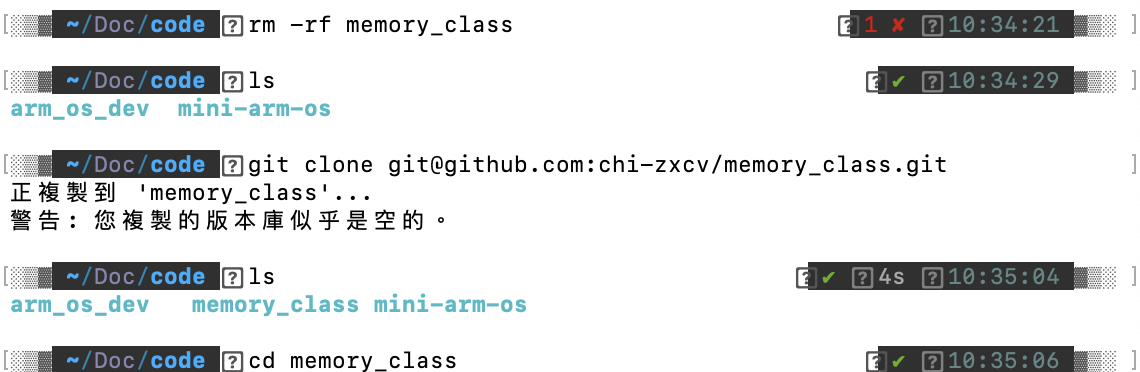 ~/Doc/code rm -rf memory_class 1 ✘ 10:34:21
~/Doc/code ls ✔ 10:34:29
arm_os_dev mini-arm-os
~/Doc/code git clone git@github.com:chi-zxcv/memory_class.git
正複製到 'memory_class'...
警告: 您複製的版本庫似乎是空的。
~/Doc/code ls ✔ 4s 10:35:04
arm_os_dev memory_class mini-arm-os
~/Doc/code cd memory_class ✔ 10:35:06